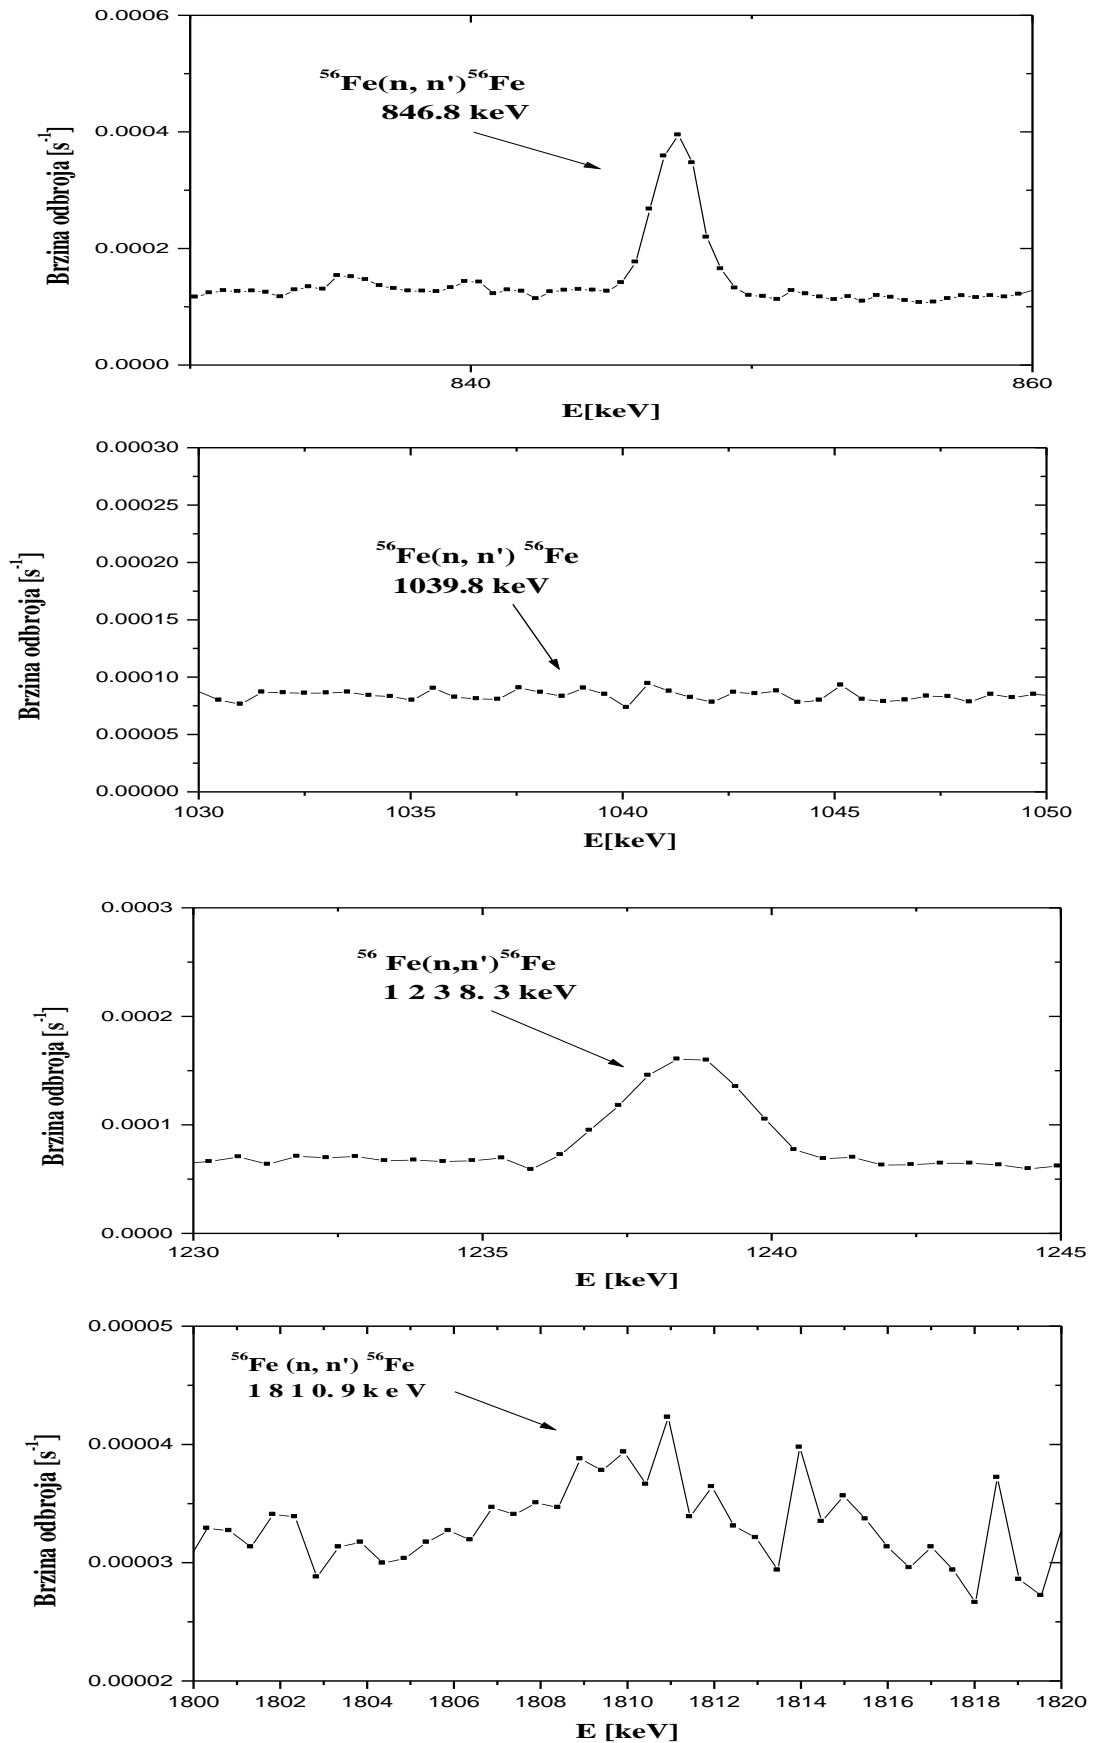 0.0006
⁵⁶Fe(n, n')⁵⁶Fe
846.8 keV
0.0004
0.0002
0.0000
Brzina odbroja [s⁻¹]
840
860
E[keV]
0.00030
0.00025
0.00020
0.00015
0.00010
0.00005
0.00000
⁵⁶Fe(n, n') ⁵⁶Fe
1039.8 keV
Brzina odbroja [s⁻¹]
1030
1035
1040
1045
1050
E[keV]
0.0003
0.0002
0.0001
0.0000
⁵⁶ Fe(n,n')⁵⁶Fe
1 2 3 8. 3 keV
Brzina odbroja [s⁻¹]
1230
1235
1240
1245
E [keV]
0.00005
0.00004
0.00003
0.00002
⁵⁶Fe (n, n') ⁵⁶Fe
1 8 1 0. 9 k e V
Brzina odbroja [s⁻¹]
1800
1802
1804
1806
1808
1810
1812
1814
1816
1818
1820
E [keV]